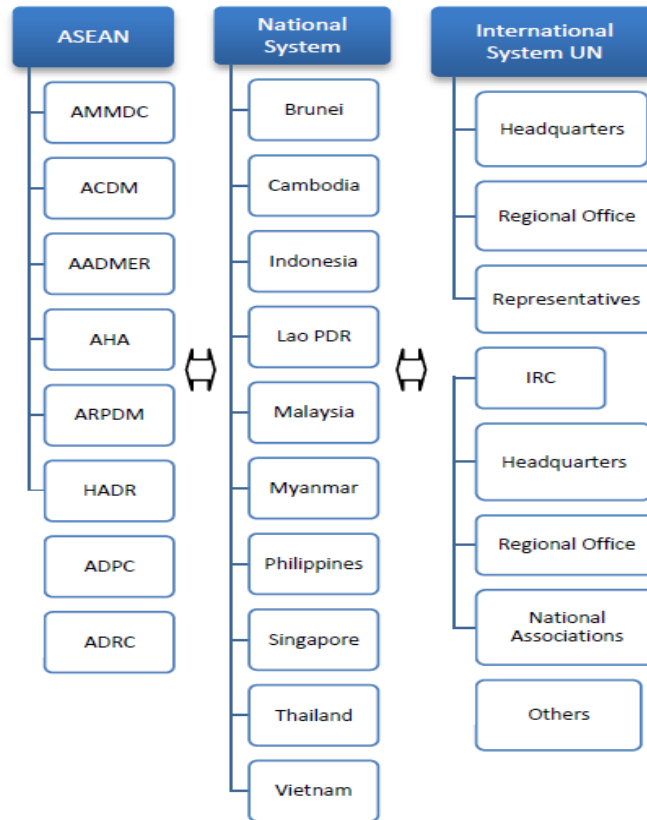 ASEAN
AMMDC
ACDM
AADMER
AHA
ARPDM
HADR
ADPC
ADRC
National
System
Brunei
Cambodia
Indonesia
Lao PDR
Malaysia
Myanmar
Philippines
Singapore
Thailand
Vietnam
International
System UN
Headquarters
Regional Office
Representatives
IRC
Headquarters
Regional Office
National
Associations
Others